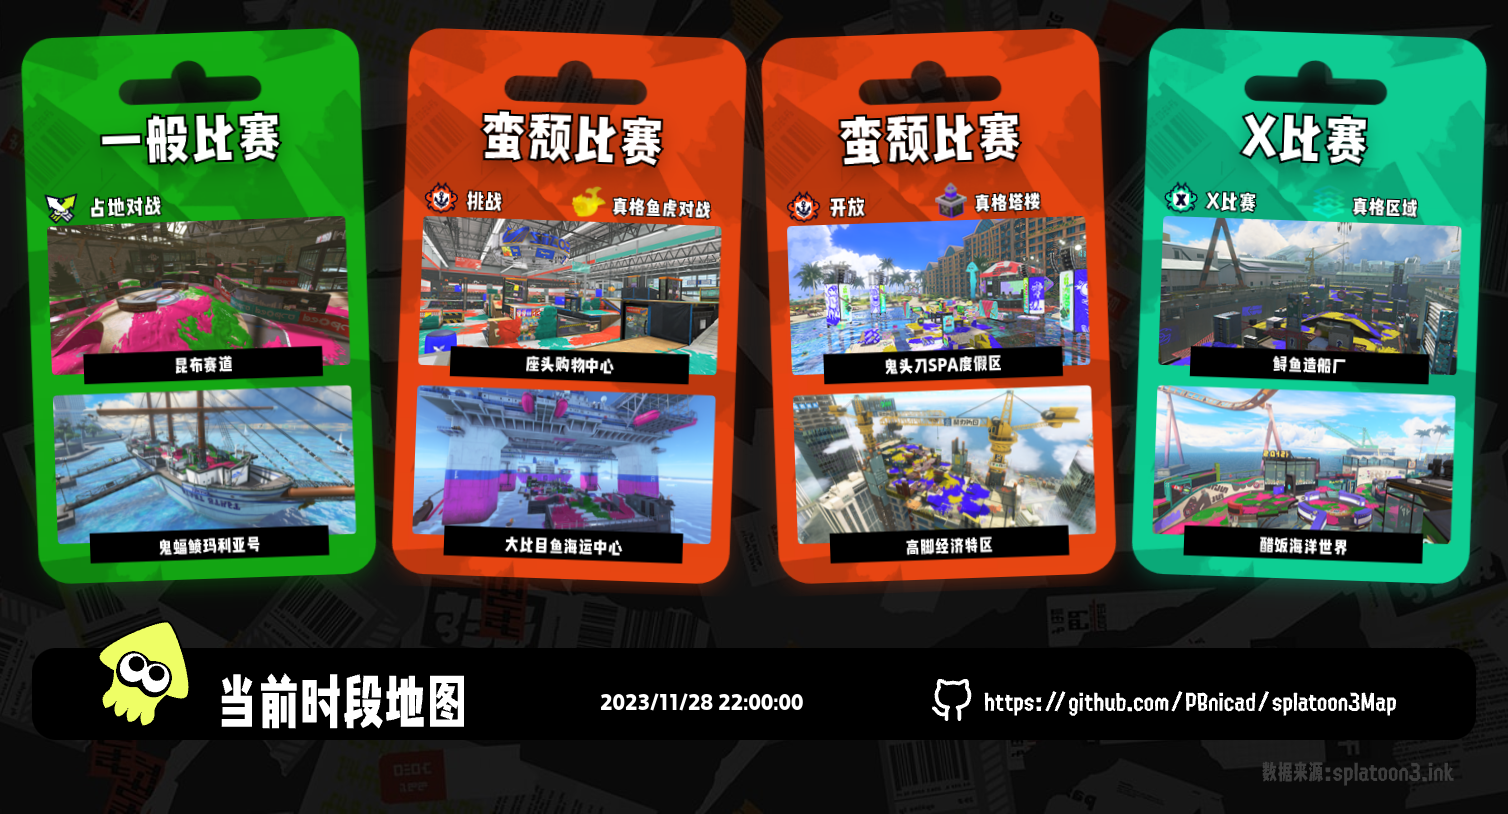 一般比赛
占地对战
昆布赛道
鬼蝠鲼玛利亚号
蛮颓比赛
挑战
真格鱼虎对战
座头购物中心
大比目鱼海运中心
蛮颓比赛
开放
真格塔楼
鬼头刀SPA度假区
高脚经济特区
X比赛
X比赛
真格区域
鲟鱼造船厂
醋饭海洋世界
当前时段地图
2023/11/28 22:00:00
https://github.com/PBnicad/splatoon3Map
数据来源:splatoon3.ink